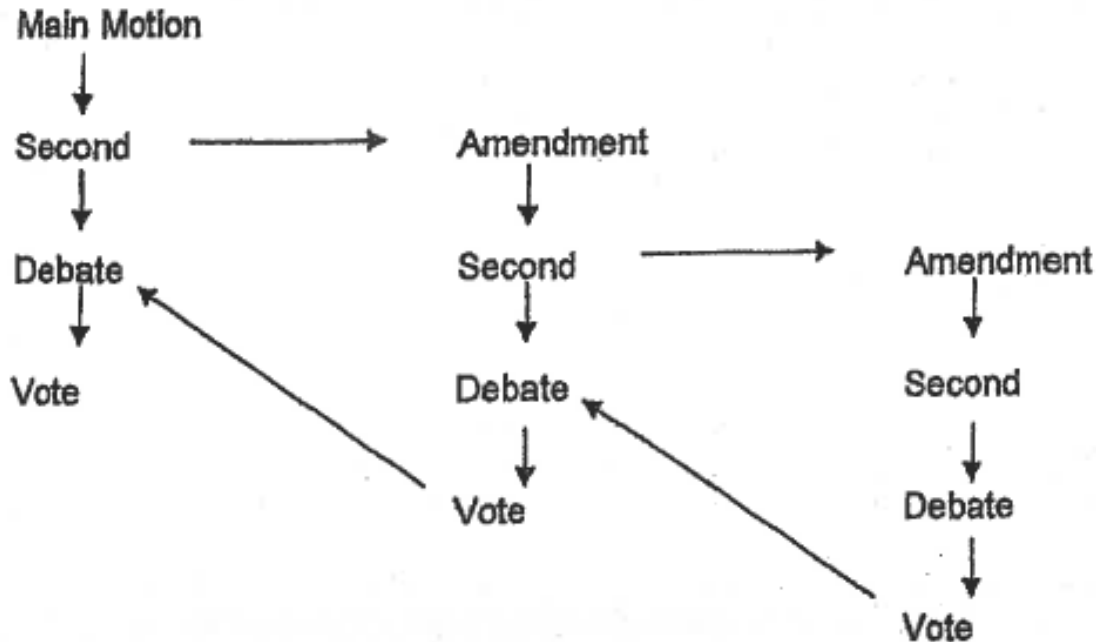 Main Motion
Second
Debate
Vote
Amendment
Second
Debate
Vote
Amendment
Second
Debate
Vote